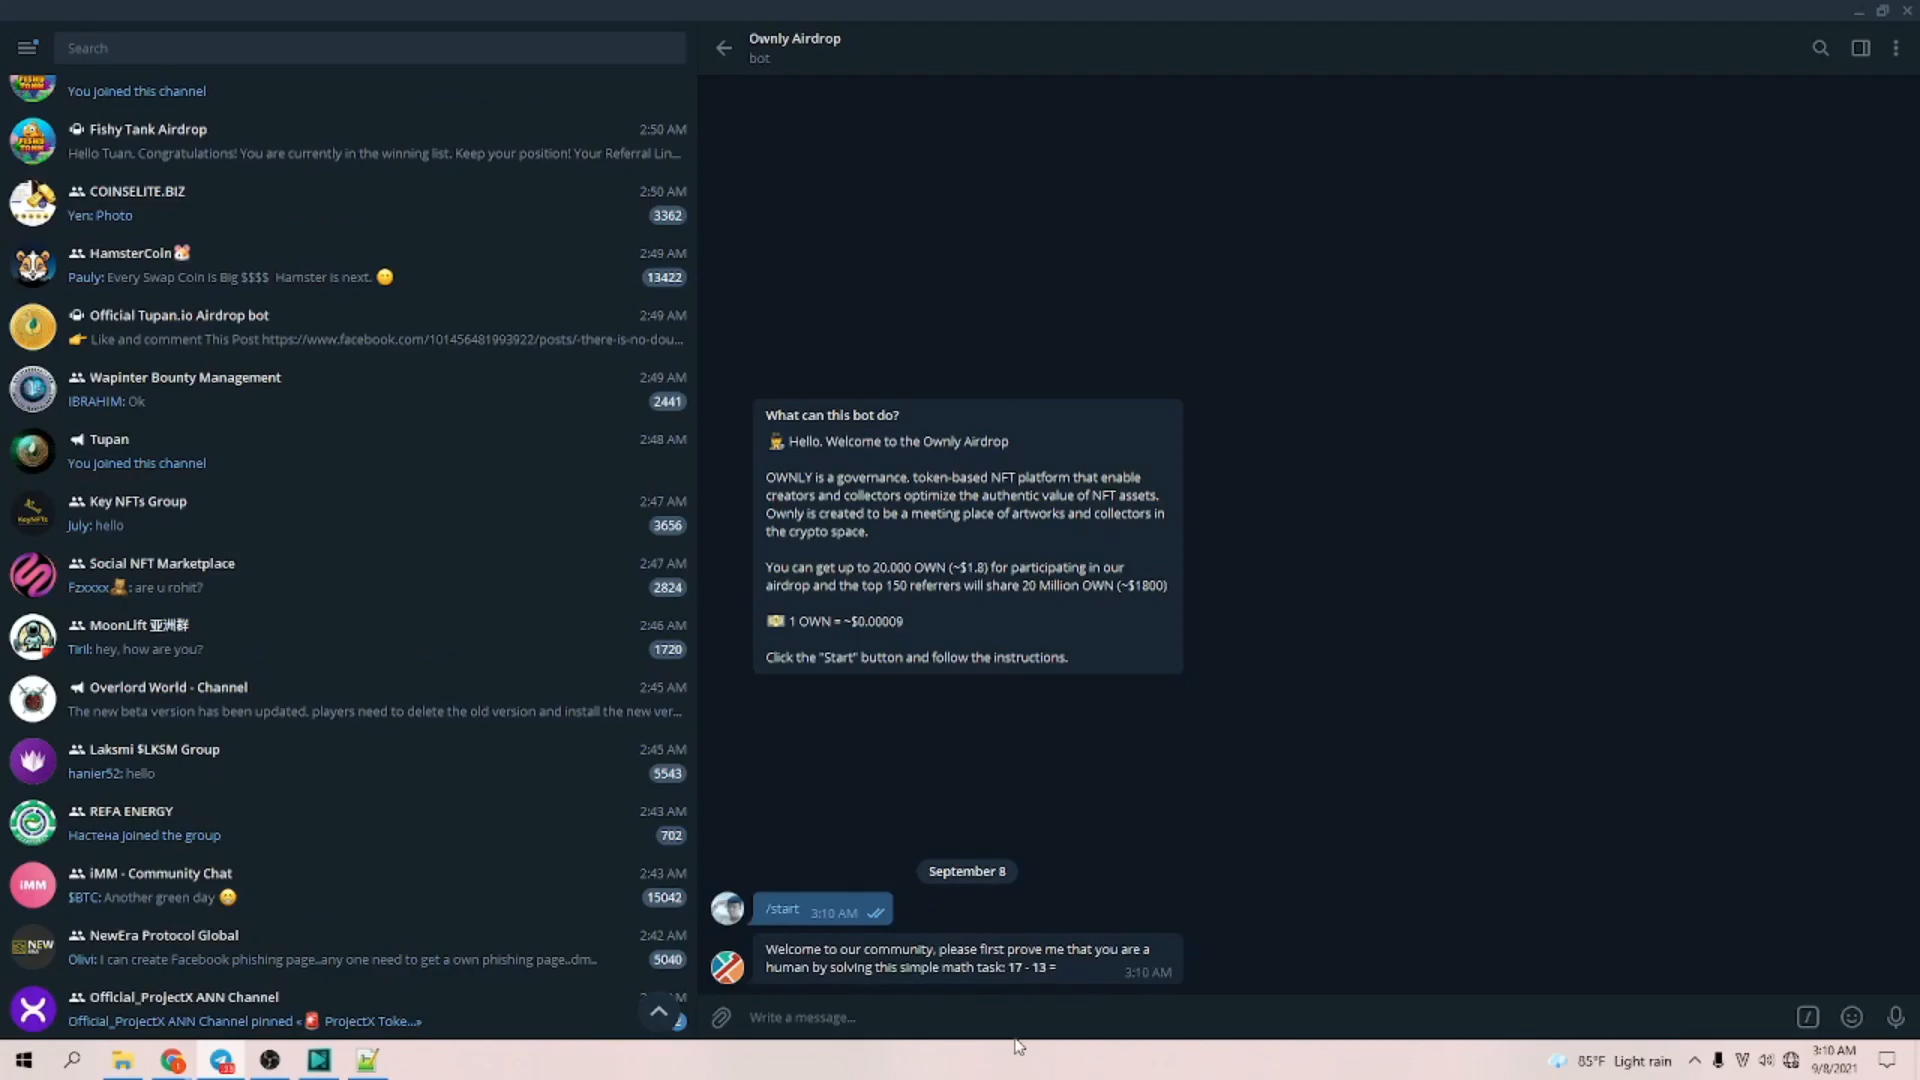 Search
You joined this channel
Fishy Tank Airdrop 2:50 AM
Hello Tuan. Congratulations! You are currently in the winning list. Keep your position! Your Referral Lin...
COINSELITE.BIZ 2:50 AM
Yen: Photo 3362
HamsterCoin🐹 2:49 AM
Pauly: Every Swap Coin is Big $$$$ Hamster is next. 13422
Official Tupan.io Airdrop bot 2:49 AM
👉 Like and comment This Post https://www.facebook.com/101456481993922/posts/-there-is-no-dou...
Wapinter Bounty Management 2:49 AM
IBRAHIM: Ok 2441
Tupan 2:48 AM
You joined this channel
Key NFTs Group 2:47 AM
July: hello 3656
Social NFT Marketplace 2:47 AM
Fzxxxx🧸: are u rohit? 2824
MoonLift 亚洲群 2:46 AM
Tiril: hey, how are you? 1720
Overlord World - Channel 2:45 AM
The new beta version has been updated, players need to delete the old version and install the new ver...
Laksmi $LKSM Group 2:45 AM
hanier52: hello 5543
REFA ENERGY 2:43 AM
Настена joined the group 702
iMM - Community Chat 2:43 AM
$BTC: Another green day 😁 15042
NewEra Protocol Global 2:42 AM
Olivi: I can create Facebook phishing page..any one need to get a own phishing page..dm.. 5040
Official_ProjectX ANN Channel
Official_ProjectX ANN Channel pinned «🚨 ProjectX Toke...»
Ownly Airdrop
bot
What can this bot do?
Hello. Welcome to the Ownly Airdrop
OWNLY is a governance. token-based NFT platform that enable
creators and collectors optimize the authentic value of NFT assets.
Ownly is created to be a meeting place of artworks and collectors in
the crypto space.
You can get up to 20.000 OWN (~$1.8) for participating in our
airdrop and the top 150 referrers will share 20 Million OWN (~$1800)
💴 1 OWN = ~$0.00009
Click the "Start" button and follow the instructions.
September 8
/start 3:10 AM
Welcome to our community, please first prove me that you are a
human by solving this simple math task: 17 - 13 = 3:10 AM
Write a message...
85°F Light rain
3:10 AM
9/8/2021